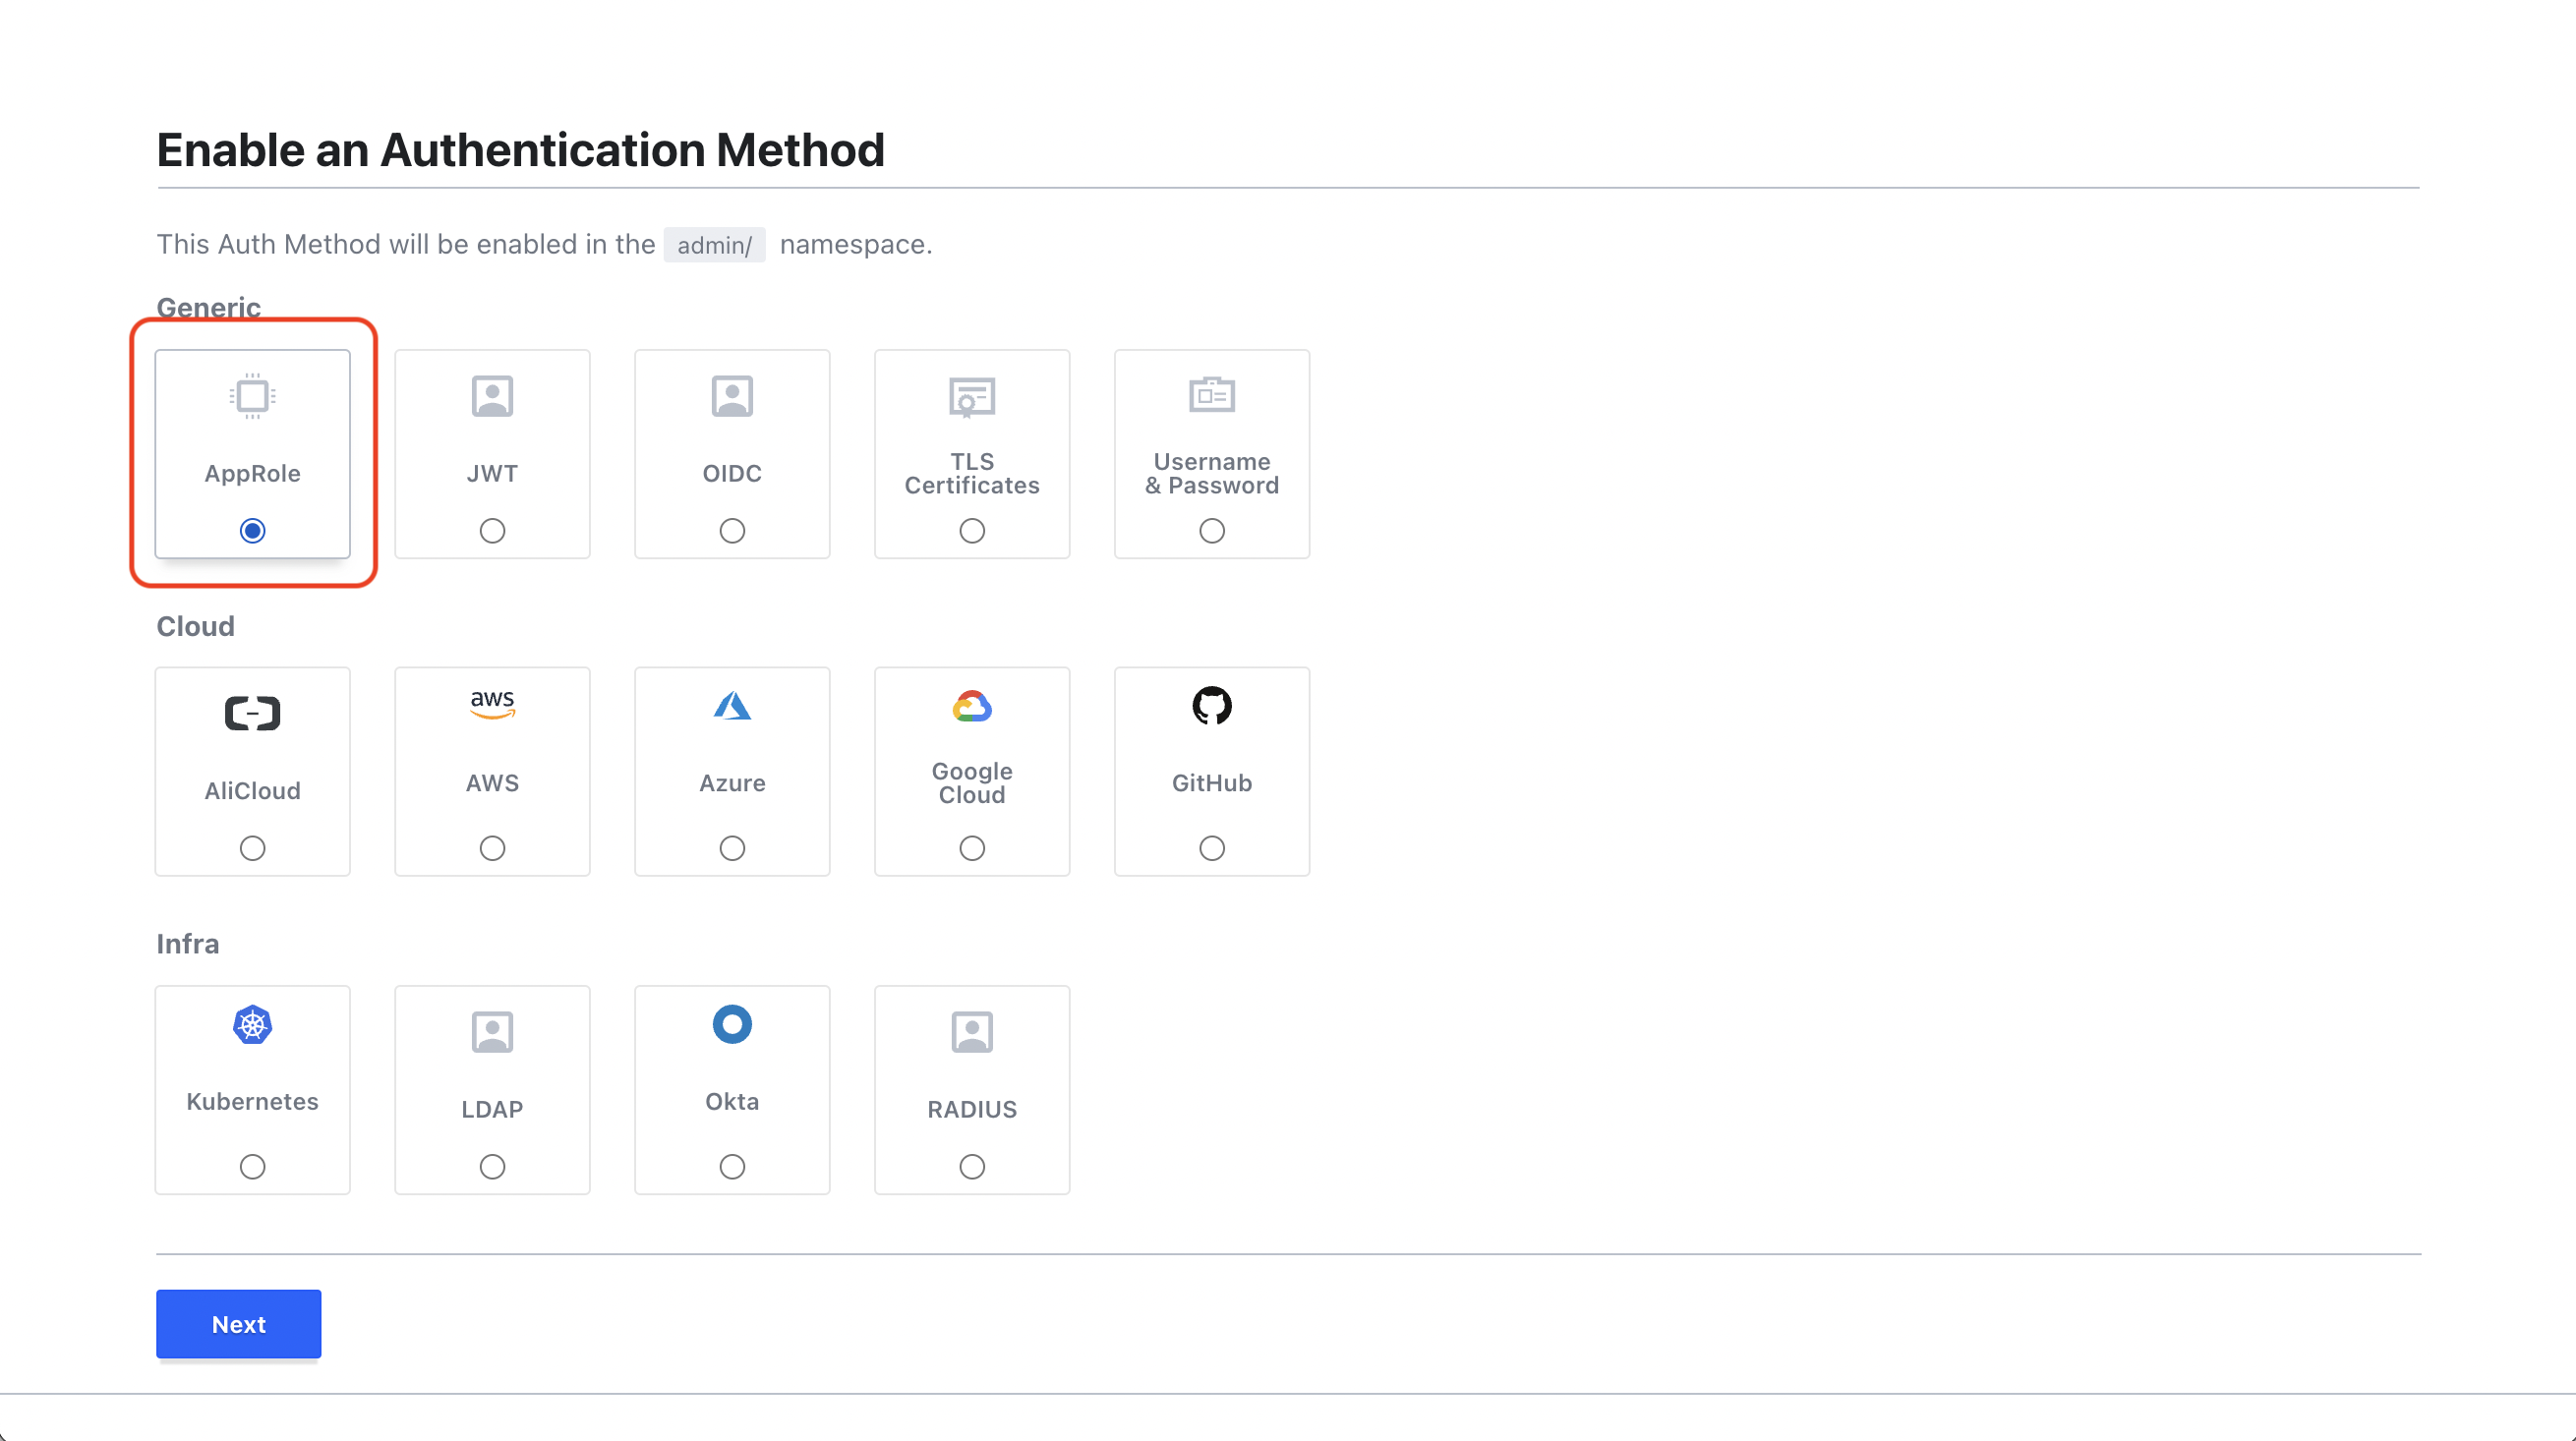 Enable an Authentication Method
This Auth Method will be enabled in the admin/ namespace.
Generic
AppRole
JWT
OIDC
TLS
Certificates
Username
& Password
Cloud
AliCloud
aws
AWS
Azure
Google
Cloud
GitHub
Infra
Kubernetes
LDAP
Okta
RADIUS
Next